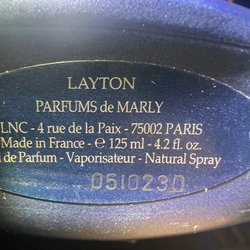 LAYTON
PARFUMS de MARLY
LNC - 4 rue de la Paix - 75002 PARIS
Made in France - ℮ 125 ml - 4.2 fl. oz.
de Parfum - Vaporisateur - Natural Spray
051023D